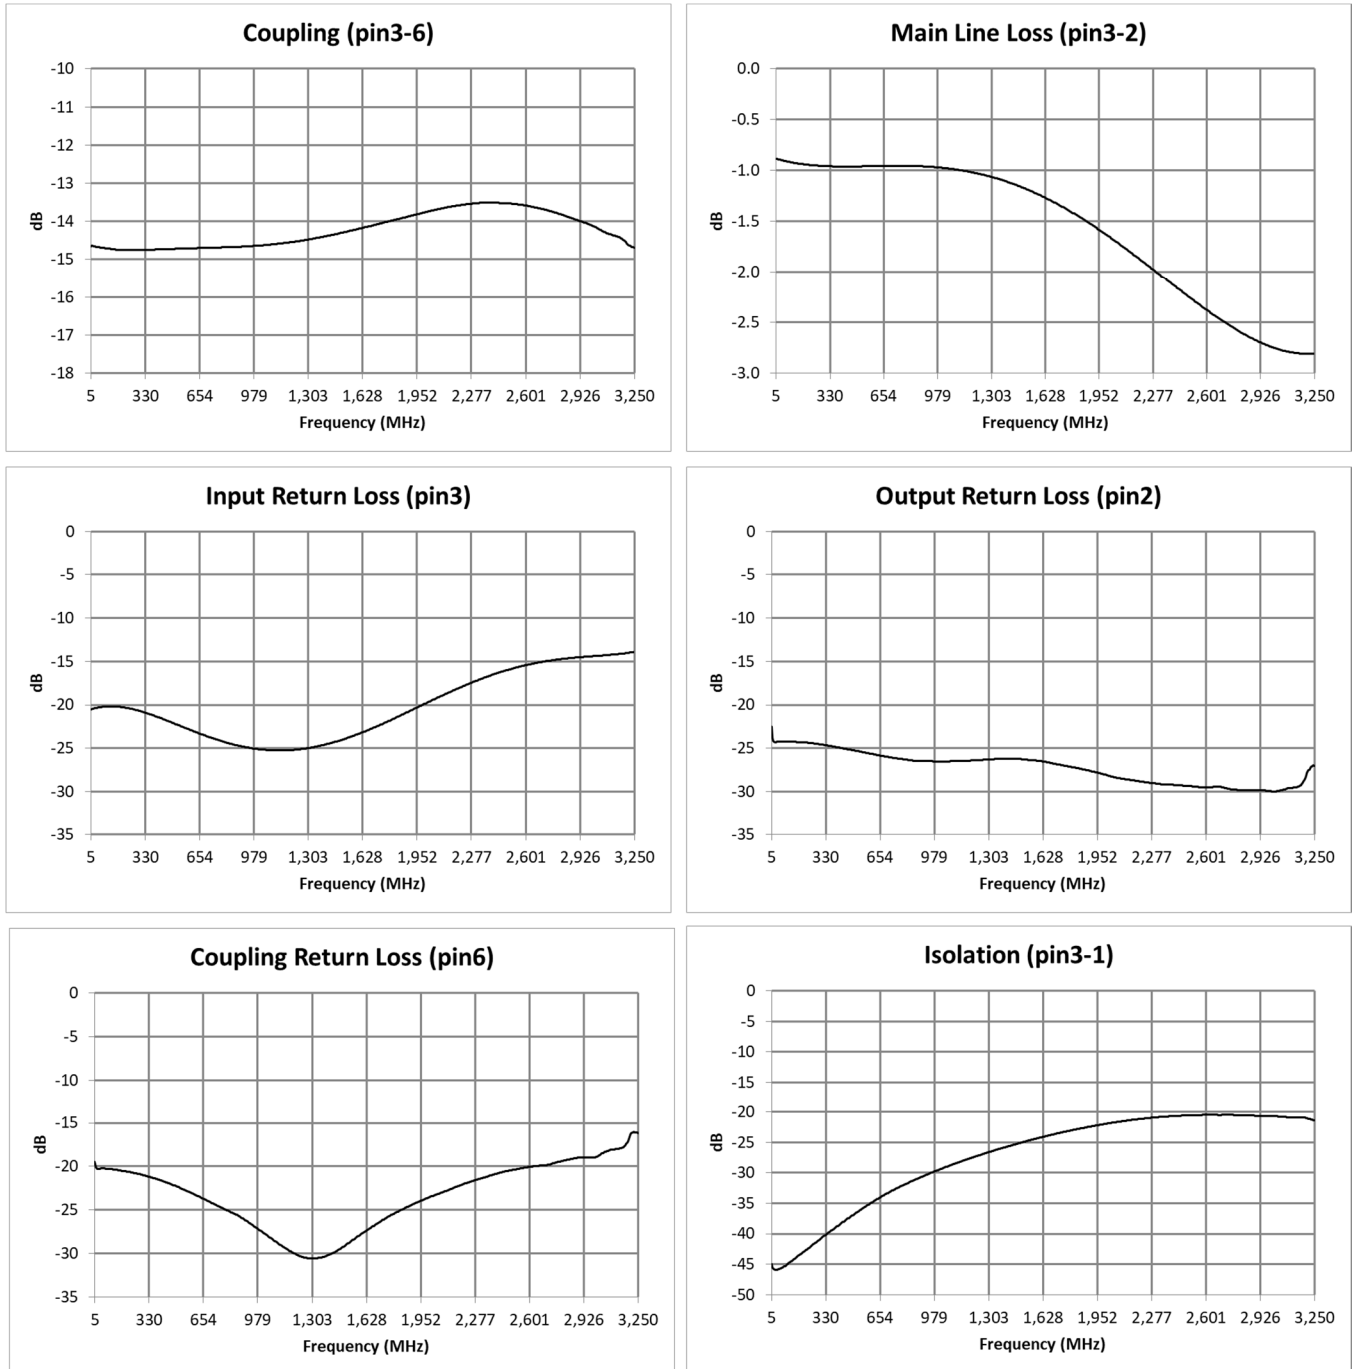 Coupling (pin3-6)
-10
-11
-12
-13
-14
-15
-16
-17
-18
dB
5 330 654 979 1,303 1,628 1,952 2,277 2,601 2,926 3,250
Frequency (MHz)
Main Line Loss (pin3-2)
0.0
-0.5
-1.0
-1.5
-2.0
-2.5
-3.0
dB
5 330 654 979 1,303 1,628 1,952 2,277 2,601 2,926 3,250
Frequency (MHz)
Input Return Loss (pin3)
0
-5
-10
-15
-20
-25
-30
-35
dB
5 330 654 979 1,303 1,628 1,952 2,277 2,601 2,926 3,250
Frequency (MHz)
Output Return Loss (pin2)
0
-5
-10
-15
-20
-25
-30
-35
dB
5 330 654 979 1,303 1,628 1,952 2,277 2,601 2,926 3,250
Frequency (MHz)
Coupling Return Loss (pin6)
0
-5
-10
-15
-20
-25
-30
-35
dB
5 330 654 979 1,303 1,628 1,952 2,277 2,601 2,926 3,250
Frequency (MHz)
Isolation (pin3-1)
0
-5
-10
-15
-20
-25
-30
-35
-40
-45
-50
dB
5 330 654 979 1,303 1,628 1,952 2,277 2,601 2,926 3,250
Frequency (MHz)